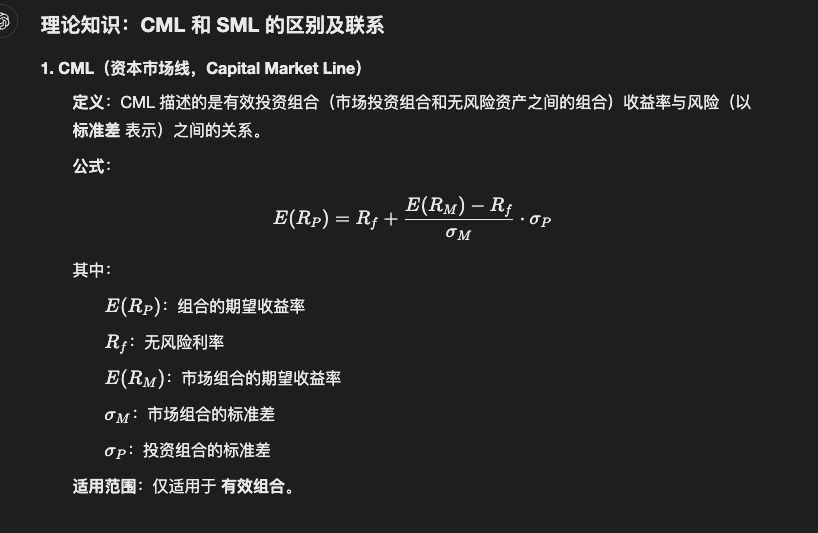 理论知识：CML 和 SML 的区别及联系
1. CML（资本市场线，Capital Market Line）
定义：CML 描述的是有效投资组合（市场投资组合和无风险资产之间的组合）收益率与风险（以
标准差 表示）之间的关系。
公式：
E(R_P) = R_f + \frac{E(R_M) - R_f}{σ_M} · σ_P
其中：
E(R_P)：组合的期望收益率
R_f：无风险利率
E(R_M)：市场组合的期望收益率
σ_M：市场组合的标准差
σ_P：投资组合的标准差
适用范围：仅适用于 有效组合。